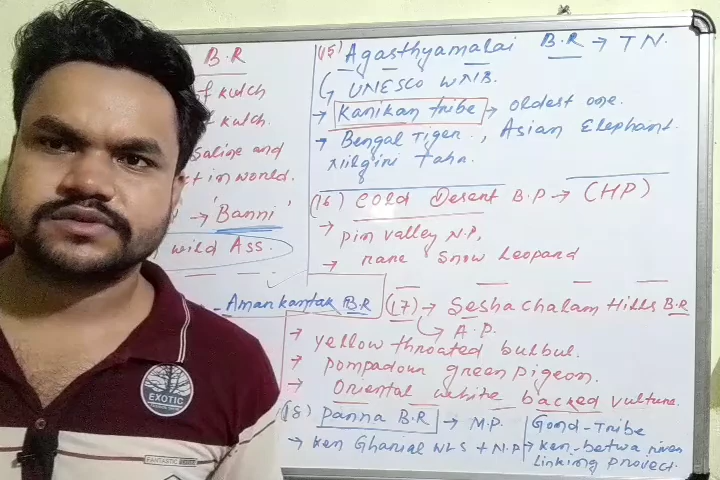 B.R
of kutch
f kutch.
saline and
t in world.
→ 'Banni'
wild Ass.
- Amarkantak B.R
(15) Agasthyamalai B.R → TN.
↳ UNESCO WNB.
→ Kanikan tribe → oldest one.
→ Bengal Tiger, Asian Elephant.
Nilgiri Tahr.
(16) Cold Desert B.P → (HP)
→ pin valley N.P,
→ rare snow leopard
(17) → Seshachalam Hills B.R
↳ A.P.
→ yellow throated bulbul.
→ pompadour green pigeon.
→ Oriental white backed vulture.
(18) Panna B.R → M.P.
→ Ken Gharial WLS + N.P
Gond-Tribe
→ Ken-betwa river
linking project.
EXOTIC
FANTASTIC